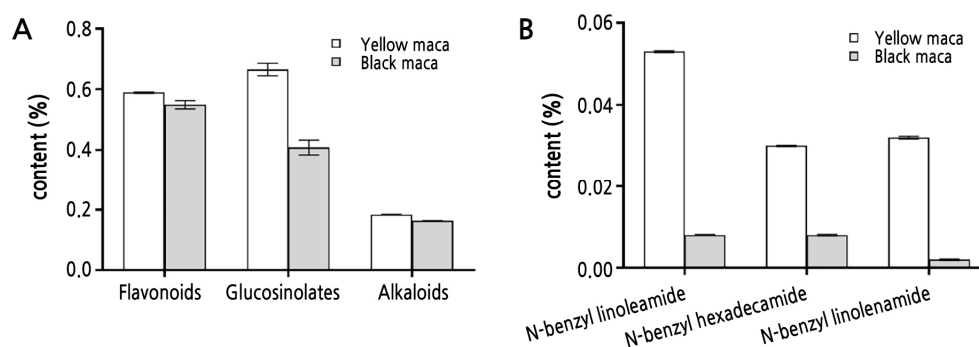 A
content (%)
0.8
0.6
0.4
0.2
0.0
Yellow maca
Black maca
Flavonoids Glucosinolates Alkaloids
B
content (%)
0.06
0.04
0.02
0.00
Yellow maca
Black maca
N-benzyl linoleamide
N-benzyl hexadecamide
N-benzyl linolenamide